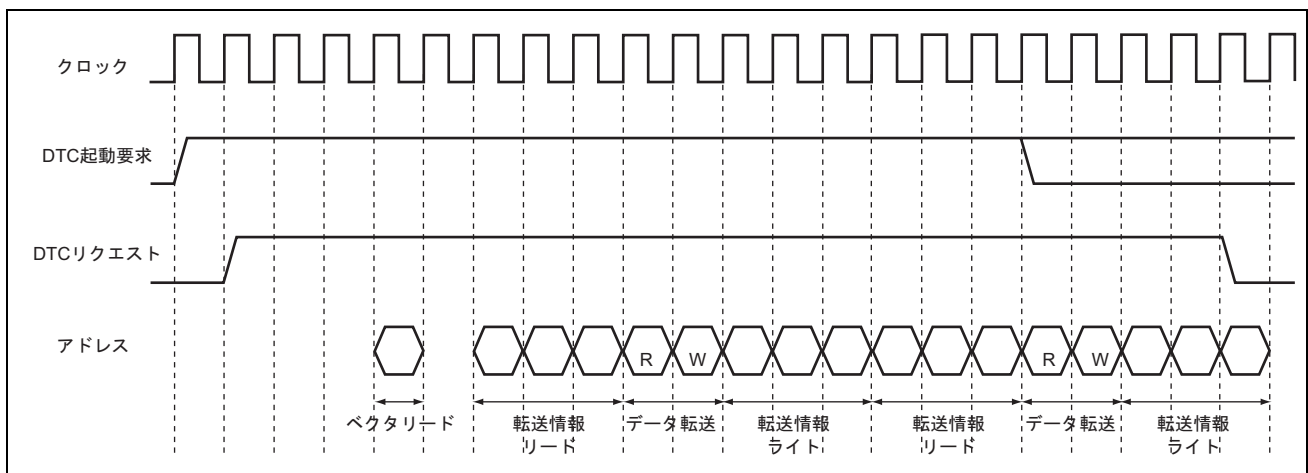 クロック
DTC起動要求
DTCリクエスト
アドレス
R
W
R
W
ベクタリード
転送情報
リード
データ転送
転送情報
ライト
転送情報
リード
データ転送
転送情報
ライト